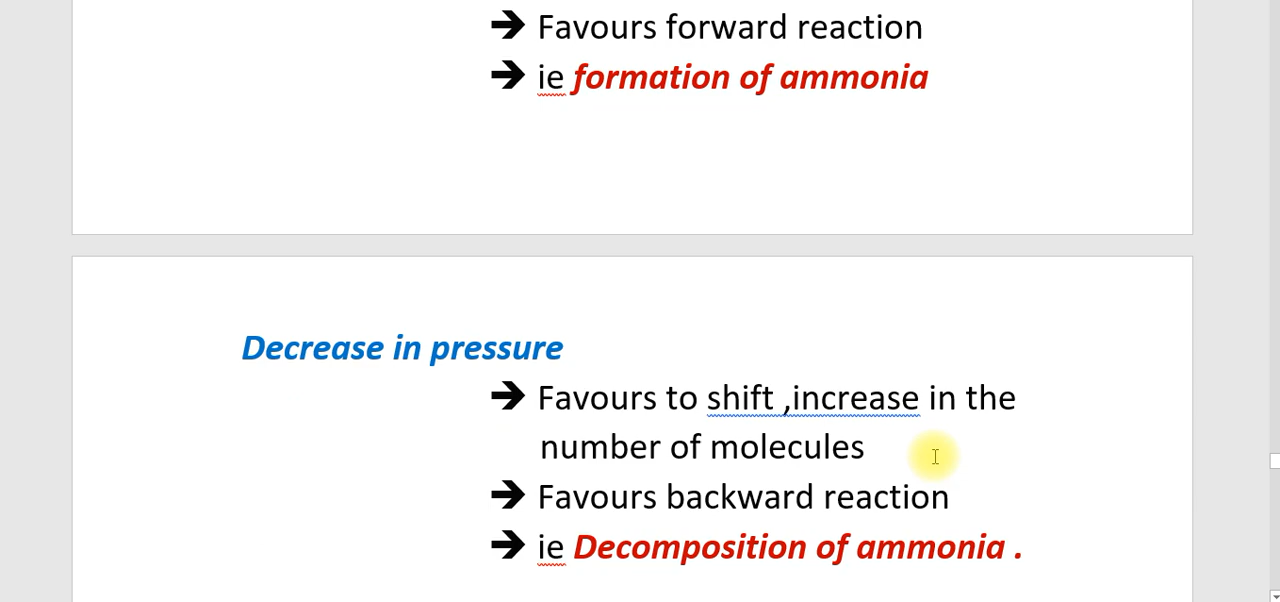 ➔ Favours forward reaction
➔ ie formation of ammonia
Decrease in pressure
➔ Favours to shift ,increase in the
number of molecules
➔ Favours backward reaction
➔ ie Decomposition of ammonia .